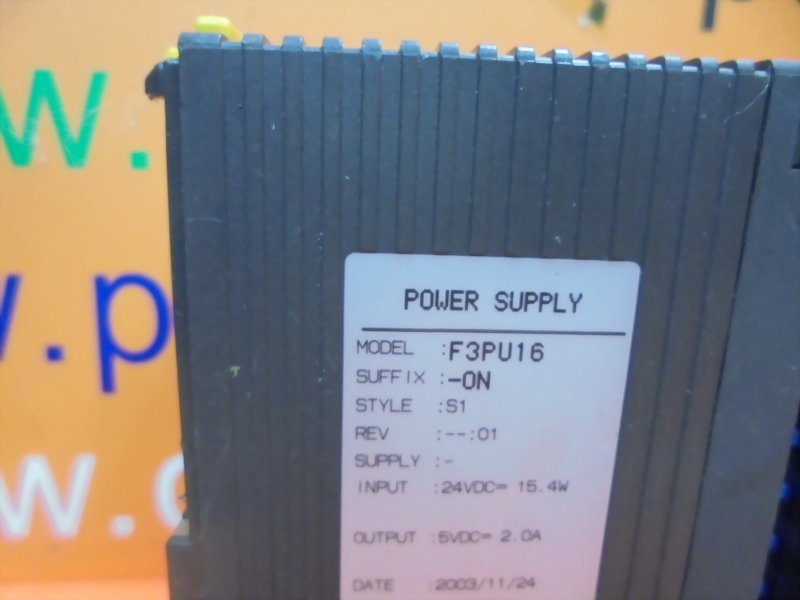 w.
w.p
w.
POWER SUPPLY
MODEL :F3PU16
SUFFIX :-0N
STYLE :S1
REV :--:01
SUPPLY :-
INPUT :24VDC= 15.4W
OUTPUT :5VDC= 2.0A
DATE :2003/11/24